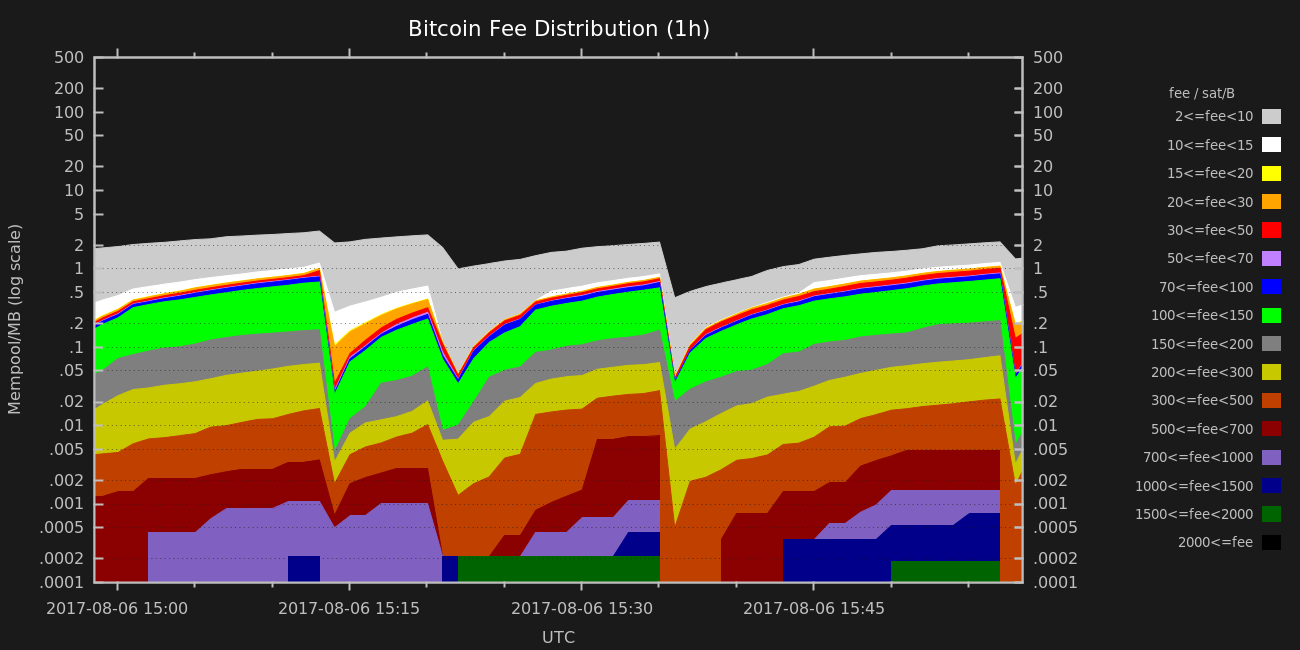 Bitcoin Fee Distribution (1h)
500 500
200 200
100 100
50 50
20 20
10 10
5 5
2 2
1 1
.5 .5
.2 .2
.1 .1
.05 .05
.02 .02
.01 .01
.005 .005
.002 .002
.001 .001
.0005 .0005
.0002 .0002
.0001 .0001
Mempool/MB (log scale)
2017-08-06 15:00 2017-08-06 15:15 2017-08-06 15:30 2017-08-06 15:45
UTC
fee / sat/B
2<=fee<10
10<=fee<15
15<=fee<20
20<=fee<30
30<=fee<50
50<=fee<70
70<=fee<100
100<=fee<150
150<=fee<200
200<=fee<300
300<=fee<500
500<=fee<700
700<=fee<1000
1000<=fee<1500
1500<=fee<2000
2000<=fee